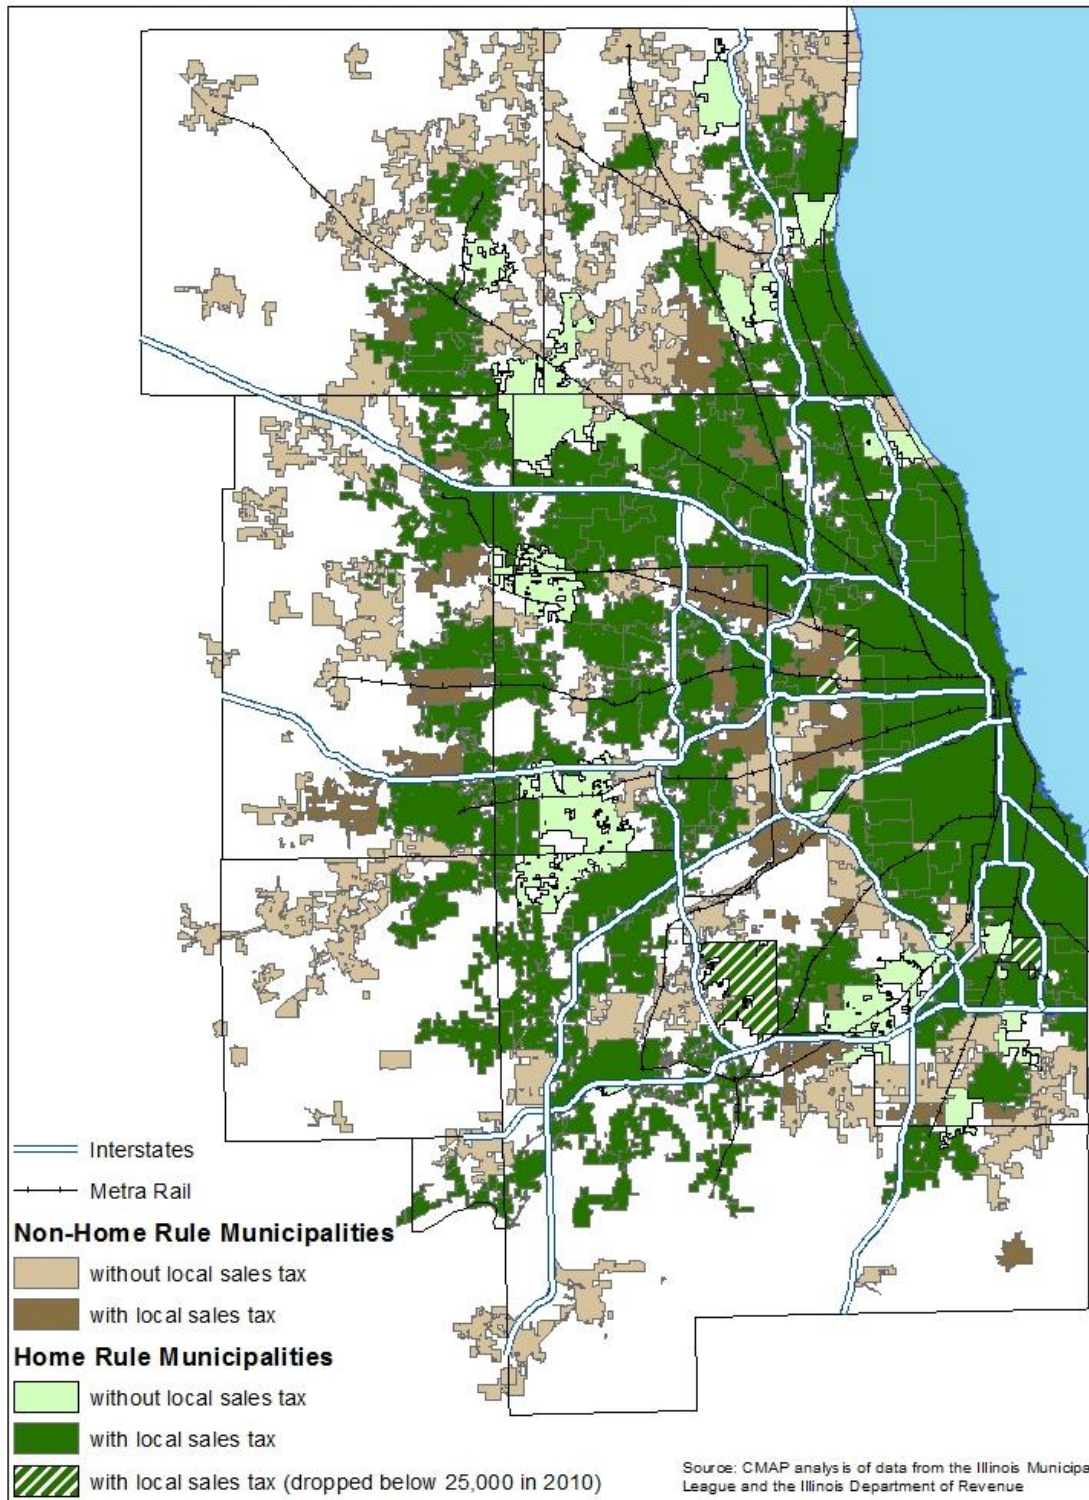 Interstates
Metra Rail
Non-Home Rule Municipalities
without local sales tax
with local sales tax
Home Rule Municipalities
without local sales tax
with local sales tax
with local sales tax (dropped below 25,000 in 2010)
Source: CMAP analysis of data from the Illinois Municipa
League and the Illinois Department of Revenue